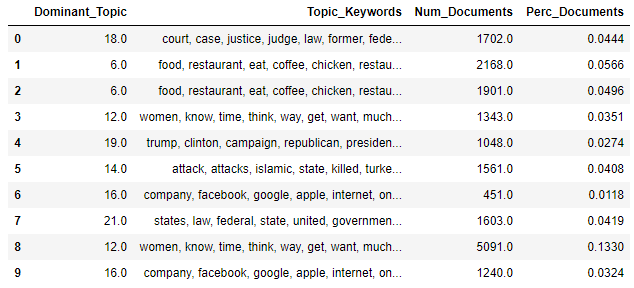 Dominant_Topic Topic_Keywords Num_Documents Perc_Documents
0 18.0 court, case, justice, judge, law, former, fede... 1702.0 0.0444
1 6.0 food, restaurant, eat, coffee, chicken, restau... 2168.0 0.0566
2 6.0 food, restaurant, eat, coffee, chicken, restau... 1901.0 0.0496
3 12.0 women, know, time, think, way, get, want, much... 1343.0 0.0351
4 19.0 trump, clinton, campaign, republican, presiden... 1048.0 0.0274
5 14.0 attack, attacks, islamic, state, killed, turke... 1561.0 0.0408
6 16.0 company, facebook, google, apple, internet, on... 451.0 0.0118
7 21.0 states, law, federal, state, united, governmen... 1603.0 0.0419
8 12.0 women, know, time, think, way, get, want, much... 5091.0 0.1330
9 16.0 company, facebook, google, apple, internet, on... 1240.0 0.0324